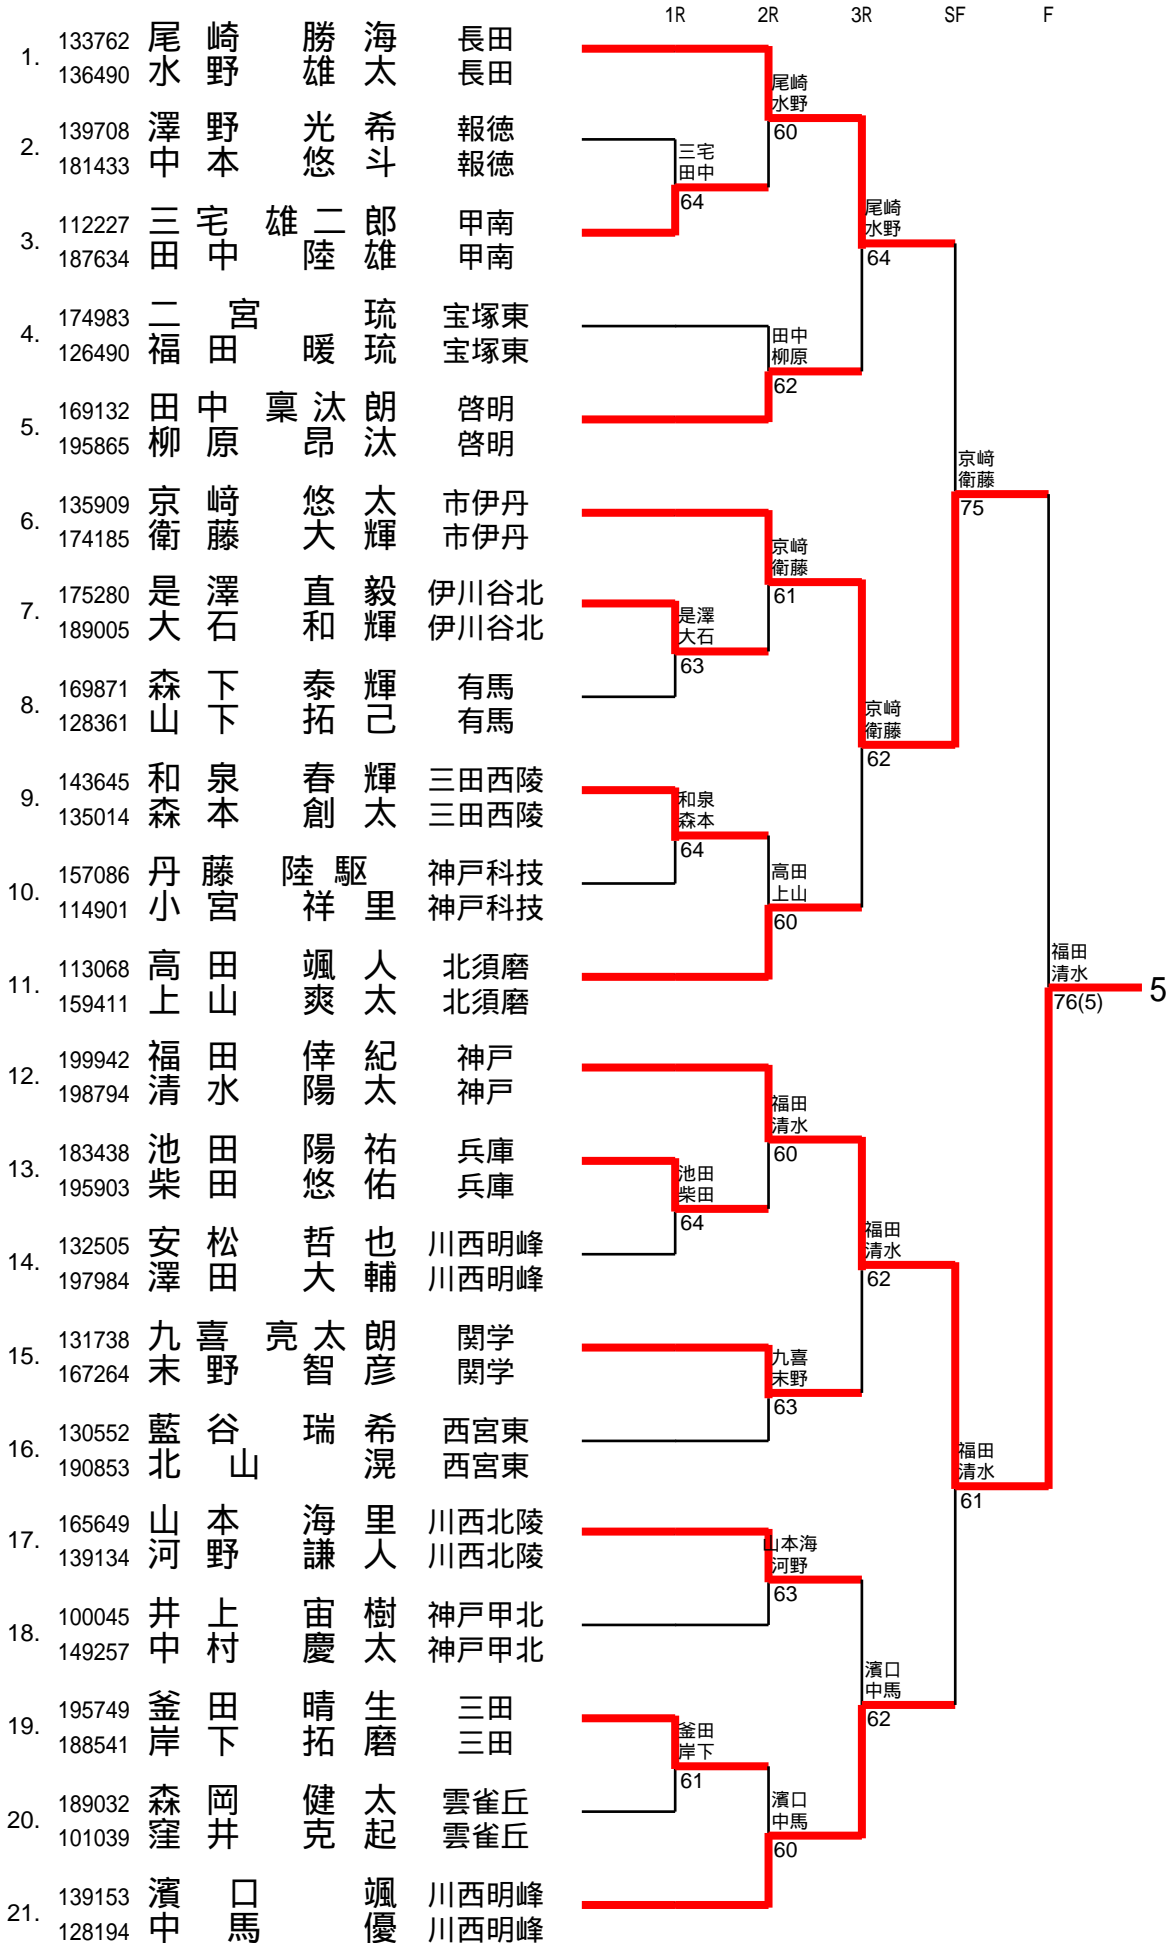 1R 2R 3R SF F
1. 133762 尾崎 勝海 長田
136490 水野 雄太 長田
2. 139708 澤野 光希 報徳
181433 中本 悠斗 報徳
3. 112227 三宅 雄二郎 甲南
187634 田中 陸雄 甲南
4. 174983 二宮 琉 宝塚東
126490 福田 暖琉 宝塚東
5. 169132 田中 稟汰朗 啓明
195865 柳原 昂汰 啓明
6. 135909 京﨑 悠太 市伊丹
174185 衛藤 大輝 市伊丹
7. 175280 是澤 直毅 伊川谷北
189005 大石 和輝 伊川谷北
8. 169871 森下 泰輝 有馬
128361 山下 拓己 有馬
9. 143645 和泉 春輝 三田西陵
135014 森本 創太 三田西陵
10. 157086 丹藤 陸駆 神戸科技
114901 小宮 祥里 神戸科技
11. 113068 高田 颯人 北須磨
159411 上山 爽太 北須磨
12. 199942 福田 倖紀 神戸
198794 清水 陽太 神戸
13. 183438 池田 陽祐 兵庫
195903 柴田 悠佑 兵庫
14. 132505 安松 哲也 川西明峰
197984 澤田 大輔 川西明峰
15. 131738 九喜 亮太朗 関学
167264 末野 智彦 関学
16. 130552 藍谷 瑞希 西宮東
190853 北山 滉 西宮東
17. 165649 山本 海里 川西北陵
139134 河野 謙人 川西北陵
18. 100045 井上 宙樹 神戸甲北
149257 中村 慶太 神戸甲北
19. 195749 釜田 晴生 三田
188541 岸下 拓磨 三田
20. 189032 森岡 健太 雲雀丘
101039 窪井 克起 雲雀丘
21. 139153 濱口 颯 川西明峰
128194 中馬 優 川西明峰
三宅
田中
64
是澤
大石
63
和泉
森本
64
池田
柴田
64
釜田
岸下
61
尾崎
水野
60
田中
柳原
62
京﨑
衛藤
61
高田
上山
60
福田
清水
60
九喜
末野
63
山本海
河野
63
濱口
中馬
60
尾崎
水野
64
京﨑
衛藤
62
福田
清水
62
濱口
中馬
62
京﨑
衛藤
75
福田
清水
61
福田
清水
76(5)
5